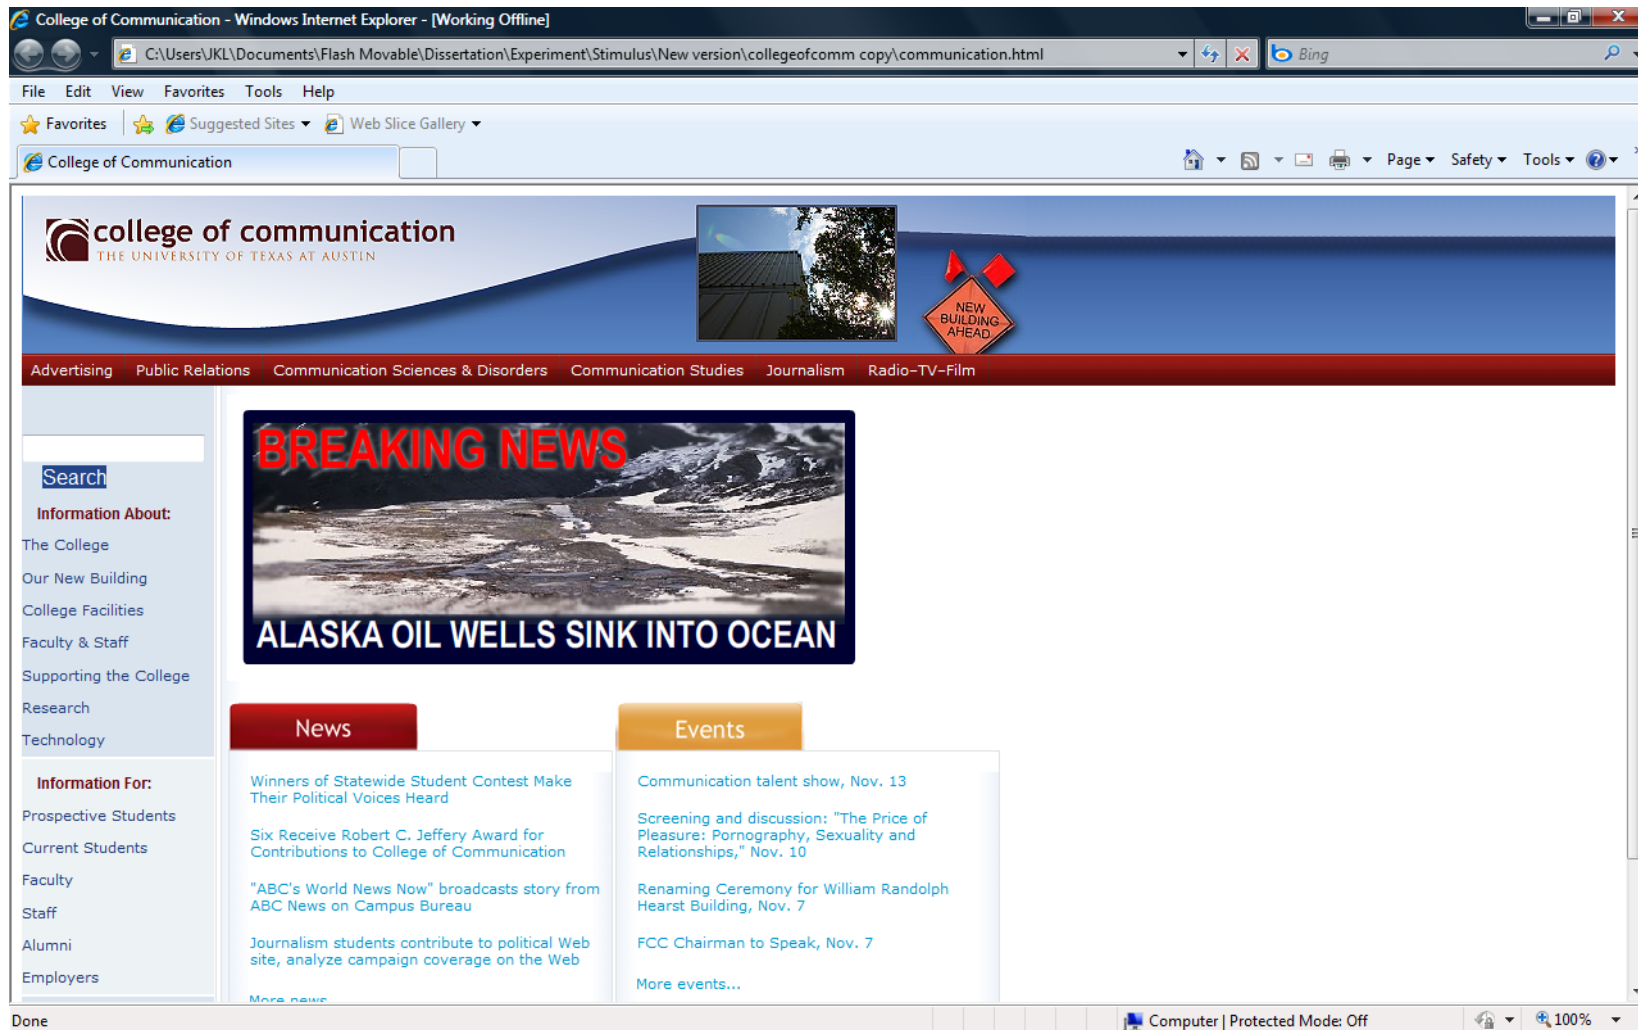 College of Communication - Windows Internet Explorer - [Working Offline]
C:\Users\JKL\Documents\Flash Movable\Dissertation\Experiment\Stimulus\New version\collegeofcomm copy\communication.html
Bing
File Edit View Favorites Tools Help
Favorites Suggested Sites Web Slice Gallery
College of Communication
Page Safety Tools
college of communication
THE UNIVERSITY OF TEXAS AT AUSTIN
NEW
BUILDING
AHEAD
Advertising Public Relations Communication Sciences & Disorders Communication Studies Journalism Radio-TV-Film
Search
Information About:
The College
Our New Building
College Facilities
Faculty & Staff
Supporting the College
Research
Technology
Information For:
Prospective Students
Current Students
Faculty
Staff
Alumni
Employers
BREAKING NEWS
ALASKA OIL WELLS SINK INTO OCEAN
News
Winners of Statewide Student Contest Make
Their Political Voices Heard
Six Receive Robert C. Jeffery Award for
Contributions to College of Communication
"ABC's World News Now" broadcasts story from
ABC News on Campus Bureau
Journalism students contribute to political Web
site, analyze campaign coverage on the Web
More news
Events
Communication talent show, Nov. 13
Screening and discussion: "The Price of
Pleasure: Pornography, Sexuality and
Relationships," Nov. 10
Renaming Ceremony for William Randolph
Hearst Building, Nov. 7
FCC Chairman to Speak, Nov. 7
More events...
Done
Computer | Protected Mode: Off
100%